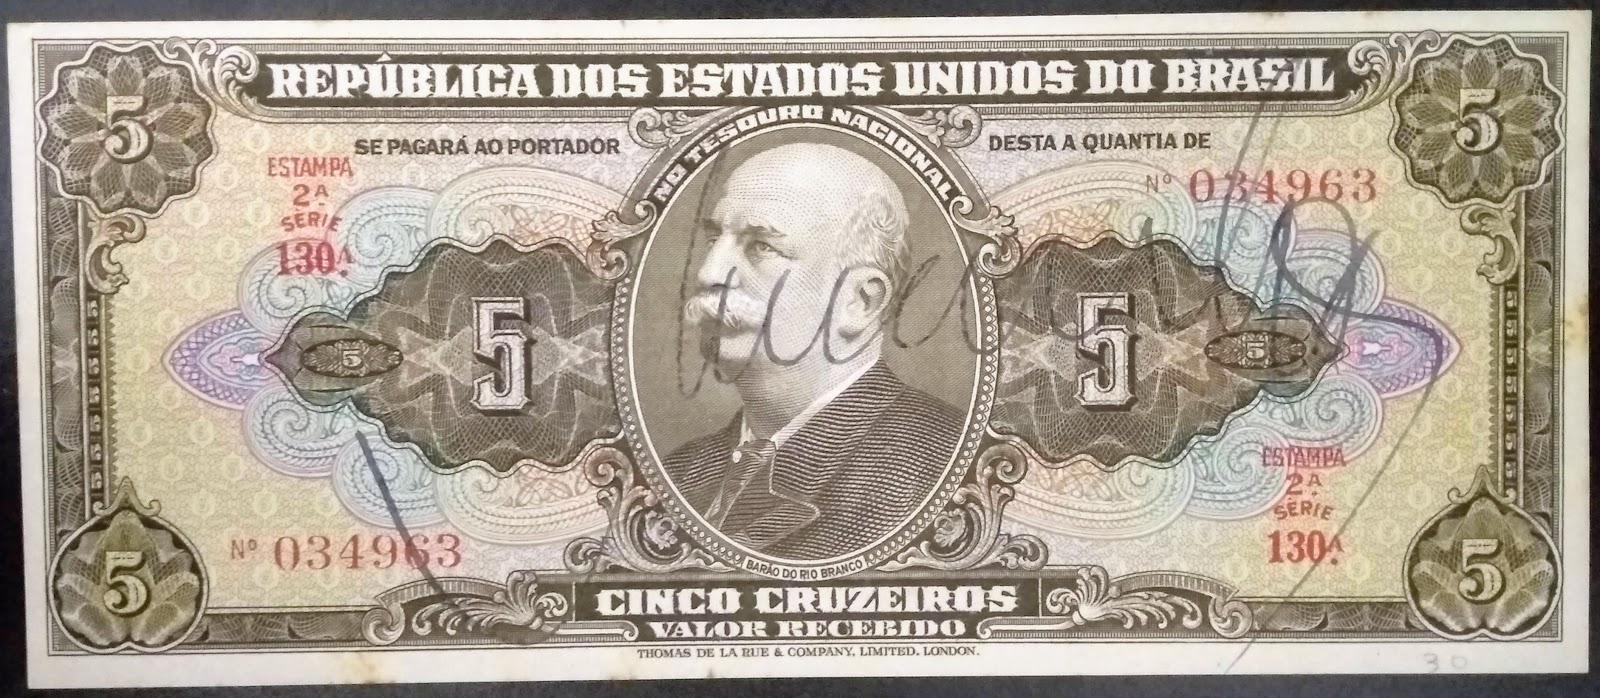 REPÚBLICA DOS ESTADOS UNIDOS DO BRASIL
5
5
NO TESOURO NACIONAL
SE PAGARÁ AO PORTADOR
DESTA A QUANTIA DE
ESTAMPA
2ª
SÉRIE
130ª.
Nº 034963
5
5
5
5
ESTAMPA
2ª
SÉRIE
130ª.
Nº 034963
BARÃO DO RIO BRANCO
5
5
CINCO CRUZEIROS
VALOR RECEBIDO
THOMAS DE LA RUE & COMPANY, LIMITED. LONDON.
30